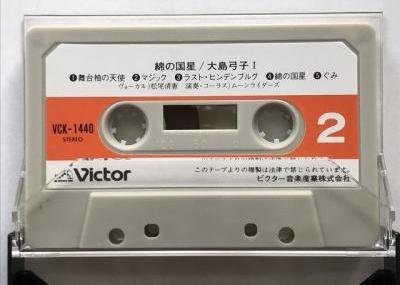 綿の国星/大島弓子 I
❶舞台袖の天使 ❷マジック ❸ラスト・ヒンデンブルグ ❹綿の国星 ❺ぐみ
ヴォーカル)松尾清憲 演奏・コーラス)ムーンライダーズ
VCK-1440
STEREO
2
100 50 0
Victor
このテープよりの複製は法律で禁じられています。
ビクター音楽産業株式会社